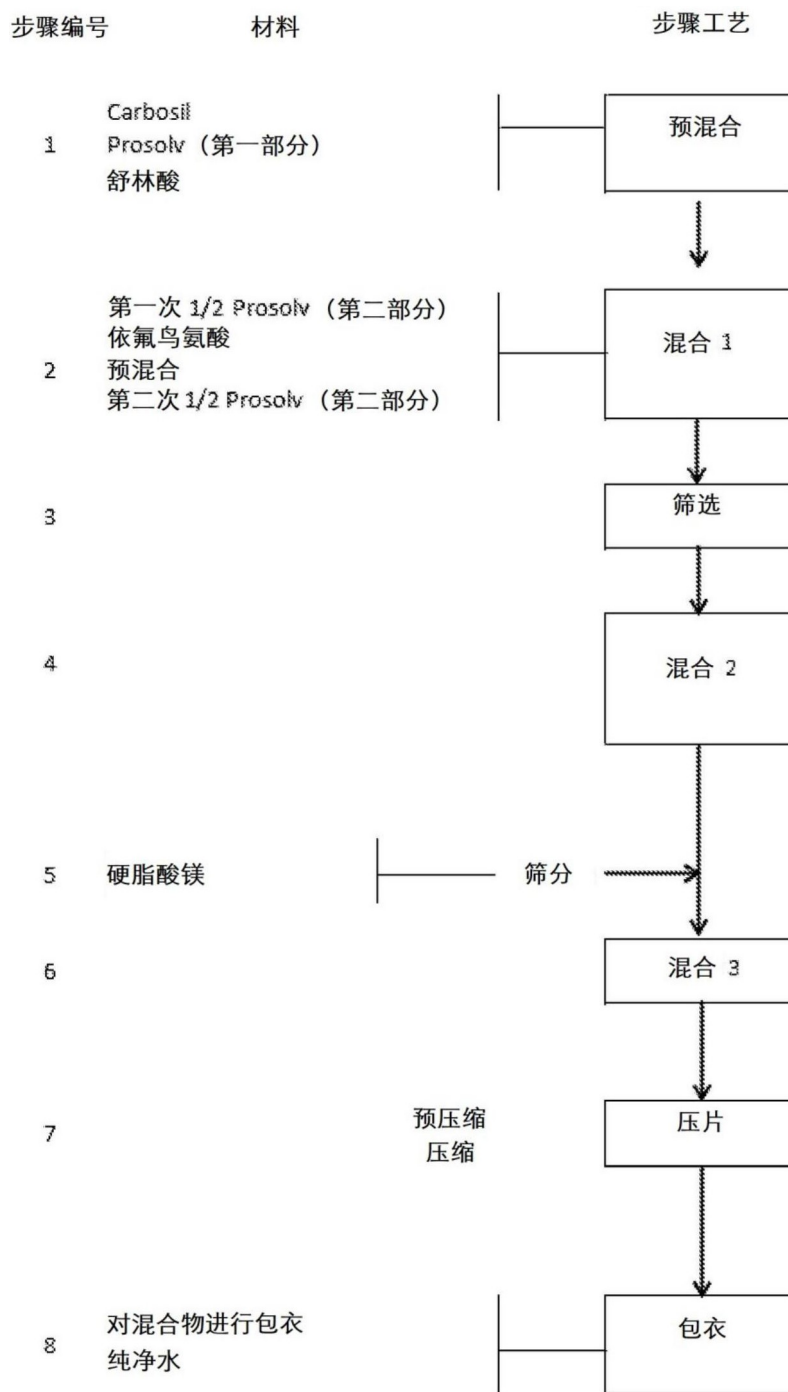 步骤编号 材料 步骤工艺
Carbosil
1 Prosolv（第一部分） 预混合
舒林酸
第一次 1/2 Prosolv（第二部分）
依氟鸟氨酸 混合 1
2 预混合
第二次 1/2 Prosolv（第二部分）
3 筛选
4 混合 2
5 硬脂酸镁 筛分
6 混合 3
预压缩
7 压片
压缩
对混合物进行包衣 包衣
8
纯净水